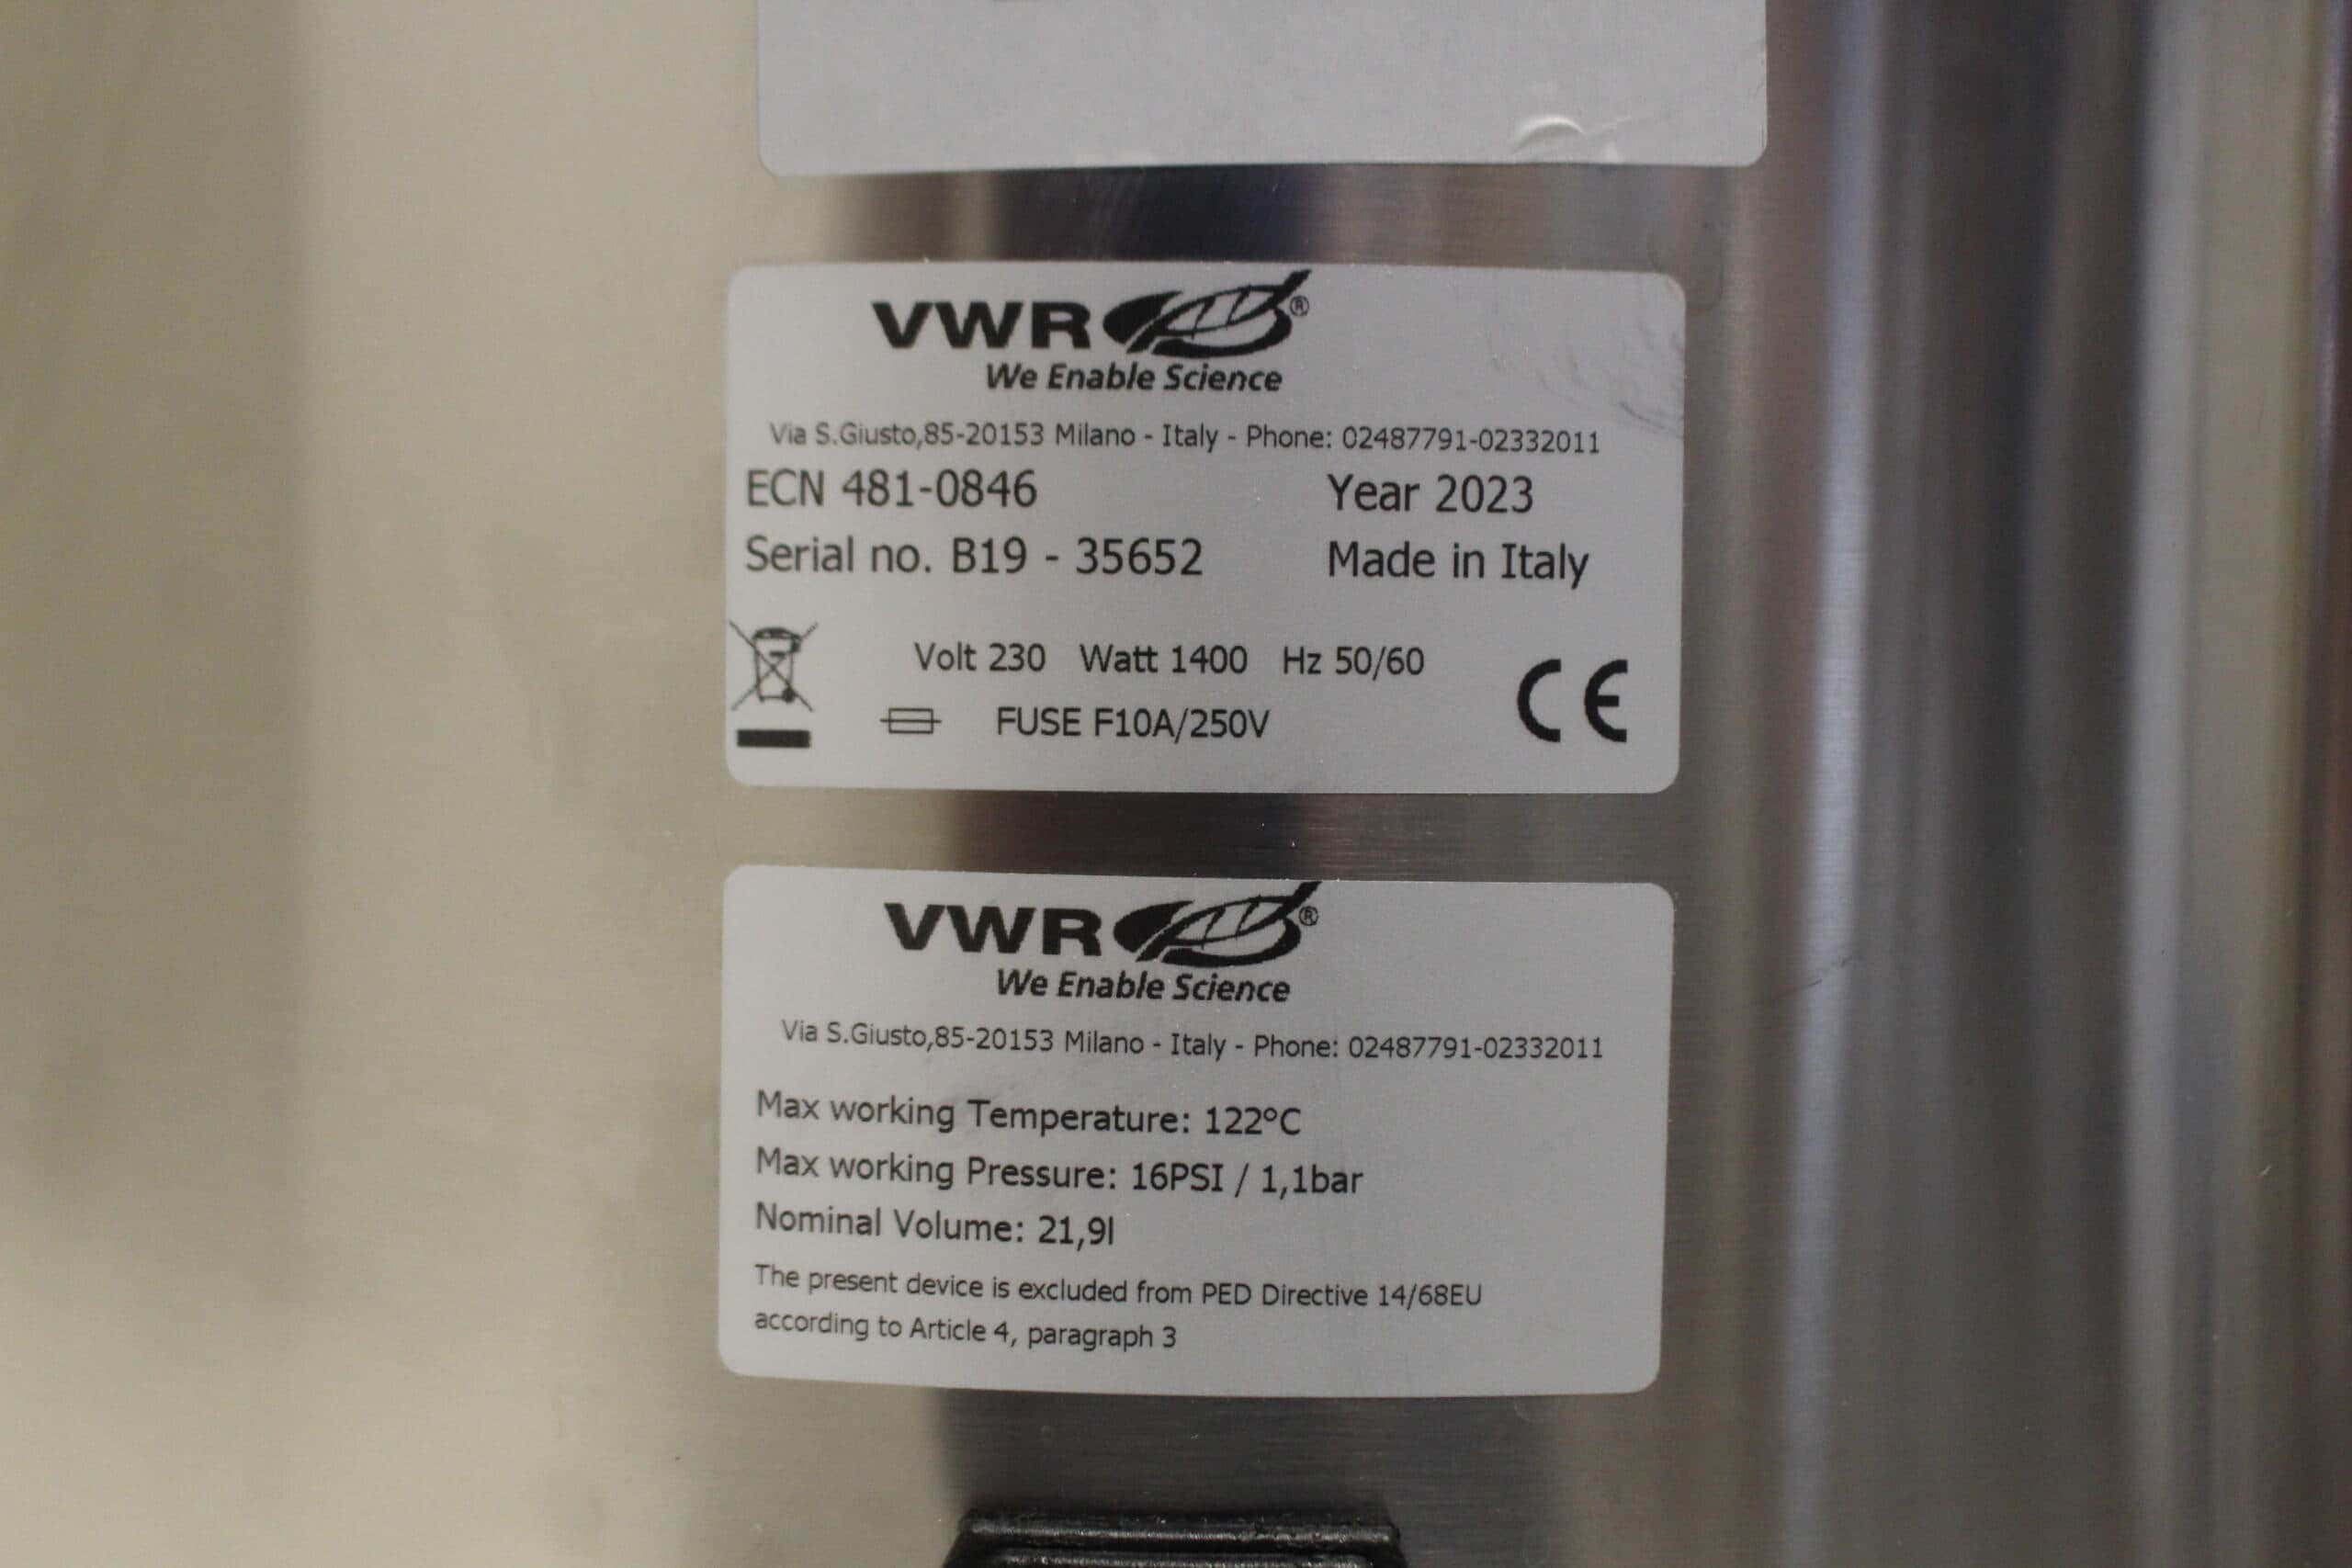 VWR®
We Enable Science
Via S.Giusto,85-20153 Milano - Italy - Phone: 02487791-02332011
ECN 481-0846 Year 2023
Serial no. B19 - 35652 Made in Italy
Volt 230 Watt 1400 Hz 50/60
FUSE F10A/250V
CE
VWR®
We Enable Science
Via S.Giusto,85-20153 Milano - Italy - Phone: 02487791-02332011
Max working Temperature: 122°C
Max working Pressure: 16PSI / 1,1bar
Nominal Volume: 21,9l
The present device is excluded from PED Directive 14/68EU
according to Article 4, paragraph 3